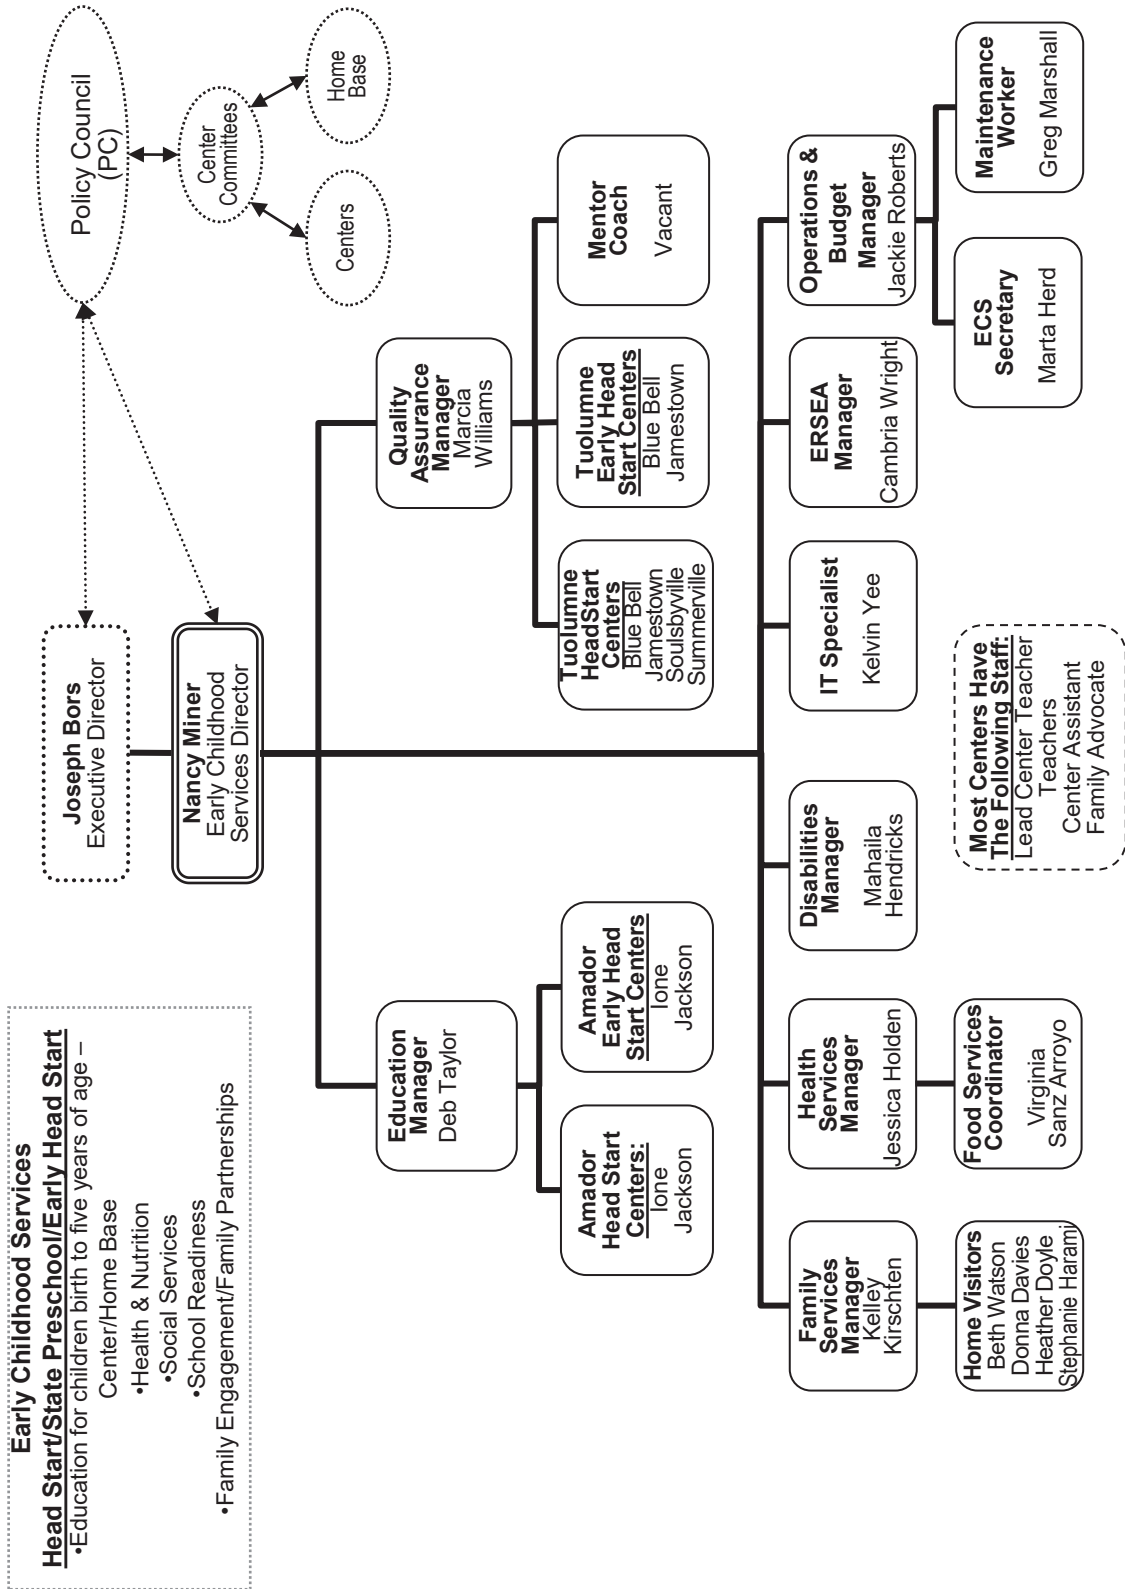 Early Childhood Services
Head Start/State Preschool/Early Head Start
•Education for children birth to five years of age –
Center/Home Base
•Health & Nutrition
•Social Services
•School Readiness
•Family Engagement/Family Partnerships
Joseph Bors
Executive Director
Nancy Miner
Early Childhood
Services Director
Policy Council
(PC)
Center
Committees
Centers
Home
Base
Education
Manager
Deb Taylor
Quality
Assurance
Manager
Marcia
Williams
Amador
Head Start
Centers:
Ione
Jackson
Amador
Early Head
Start Centers
Ione
Jackson
Tuolumne
HeadStart
Centers
Blue Bell
Jamestown
Soulsbyville
Summerville
Tuolumne
Early Head
Start Centers
Blue Bell
Jamestown
Mentor
Coach
Vacant
Family
Services
Manager
Kelley
Kirschten
Health
Services
Manager
Jessica Holden
Disabilities
Manager
Mahaila
Hendricks
IT Specialist
Kelvin Yee
ERSEA
Manager
Cambria Wright
Operations &
Budget
Manager
Jackie Roberts
Home Visitors
Beth Watson
Donna Davies
Heather Doyle
Stephanie Harami
Food Services
Coordinator
Virginia
Sanz Arroyo
Most Centers Have
The Following Staff:
Lead Center Teacher
Teachers
Center Assistant
Family Advocate
ECS
Secretary
Marta Herd
Maintenance
Worker
Greg Marshall